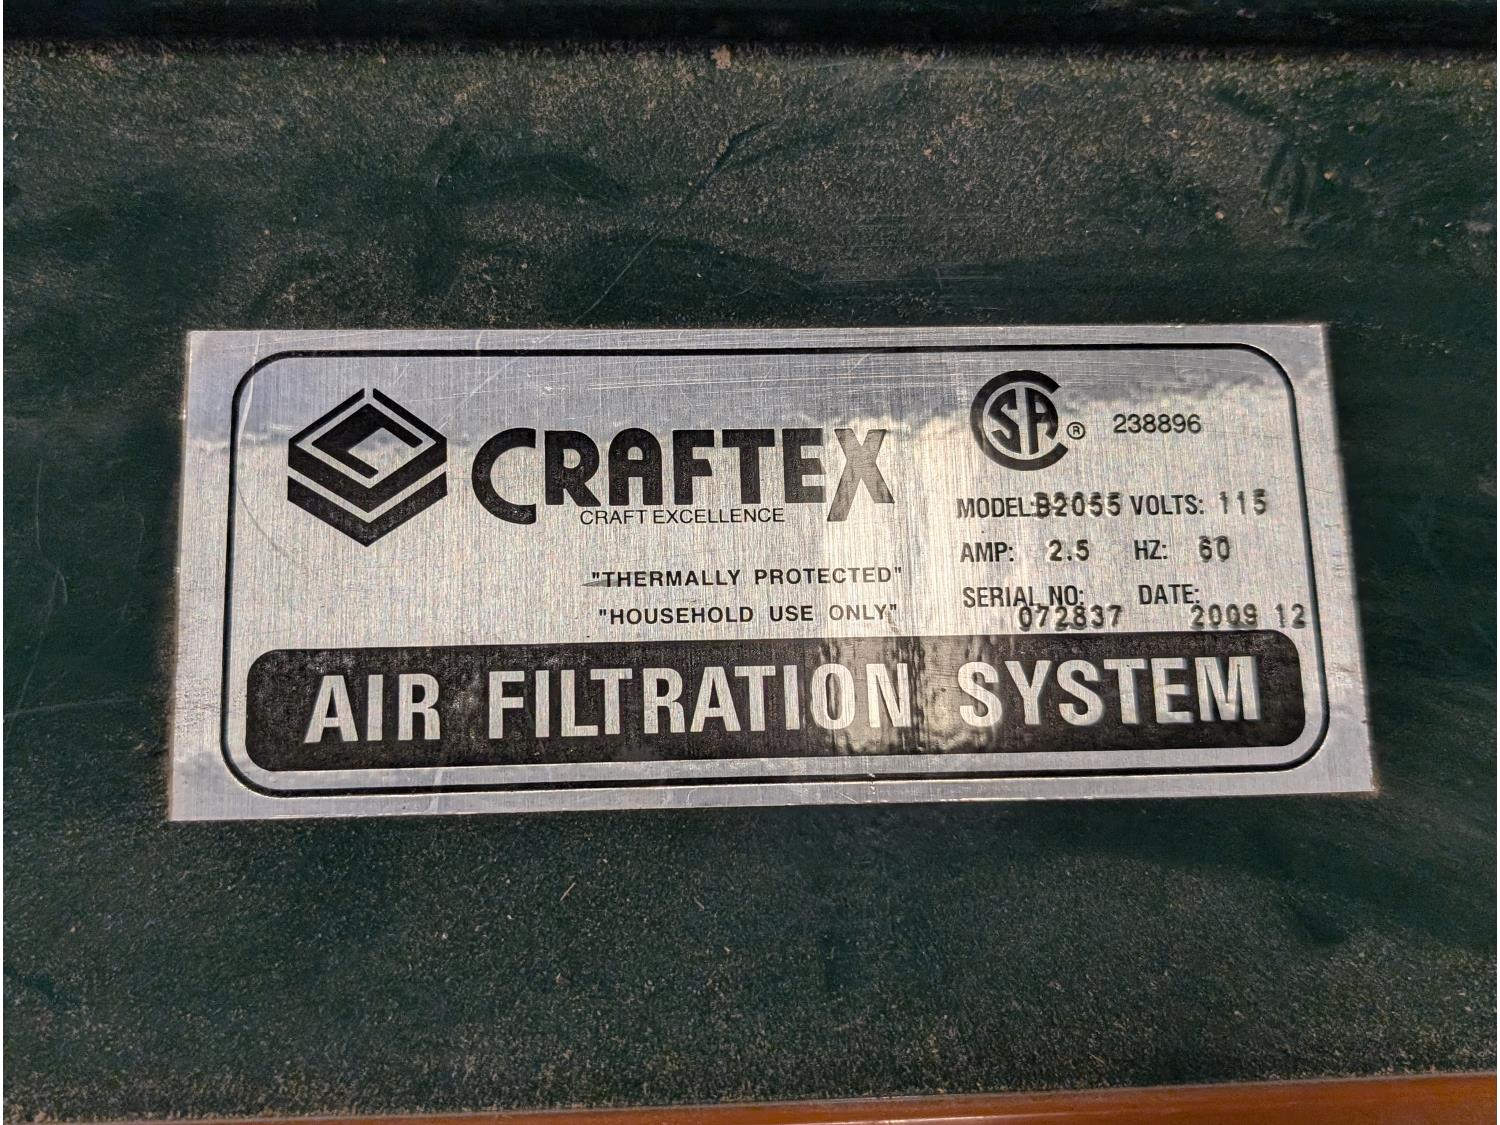 CRAFTEX
CRAFT EXCELLENCE
"THERMALLY PROTECTED"
"HOUSEHOLD USE ONLY"
CSA ® 238896
MODEL: B2055 VOLTS: 115
AMP: 2.5 HZ: 60
SERIAL NO: DATE:
072837 2009 12
AIR FILTRATION SYSTEM